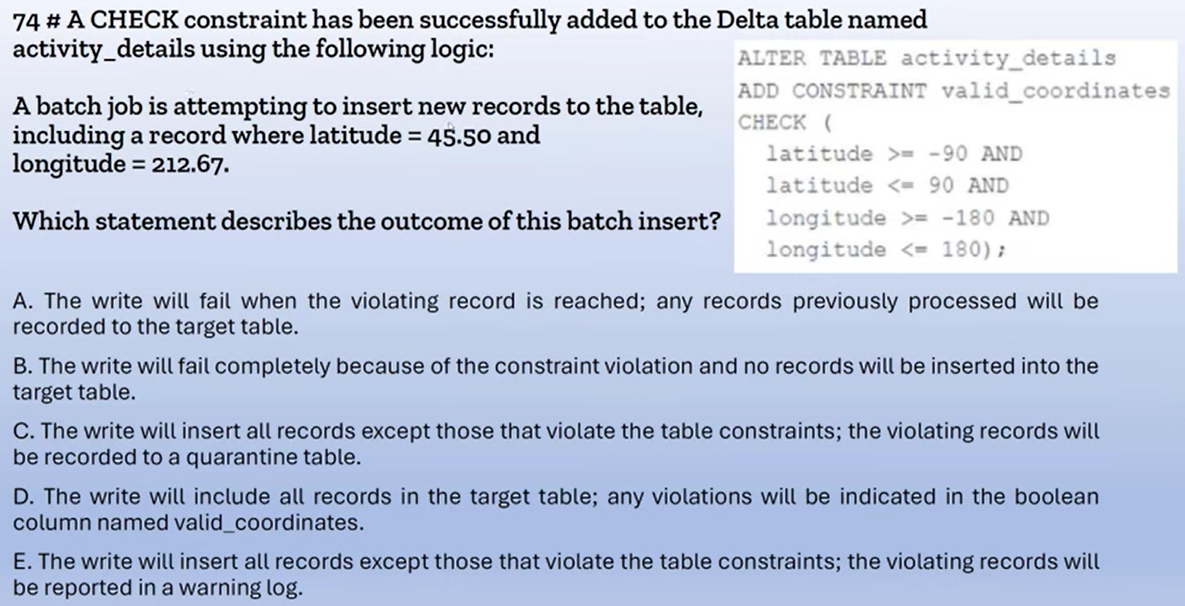 74 # A CHECK constraint has been successfully added to the Delta table named
activity_details using the following logic:
A batch job is attempting to insert new records to the table,
including a record where latitude = 45.50 and
longitude = 212.67.
Which statement describes the outcome of this batch insert?
ALTER TABLE activity_details
ADD CONSTRAINT valid_coordinates
CHECK (
latitude >= -90 AND
latitude <= 90 AND
longitude >= -180 AND
longitude <= 180);
A. The write will fail when the violating record is reached; any records previously processed will be
recorded to the target table.
B. The write will fail completely because of the constraint violation and no records will be inserted into the
target table.
C. The write will insert all records except those that violate the table constraints; the violating records will
be recorded to a quarantine table.
D. The write will include all records in the target table; any violations will be indicated in the boolean
column named valid_coordinates.
E. The write will insert all records except those that violate the table constraints; the violating records will
be reported in a warning log.